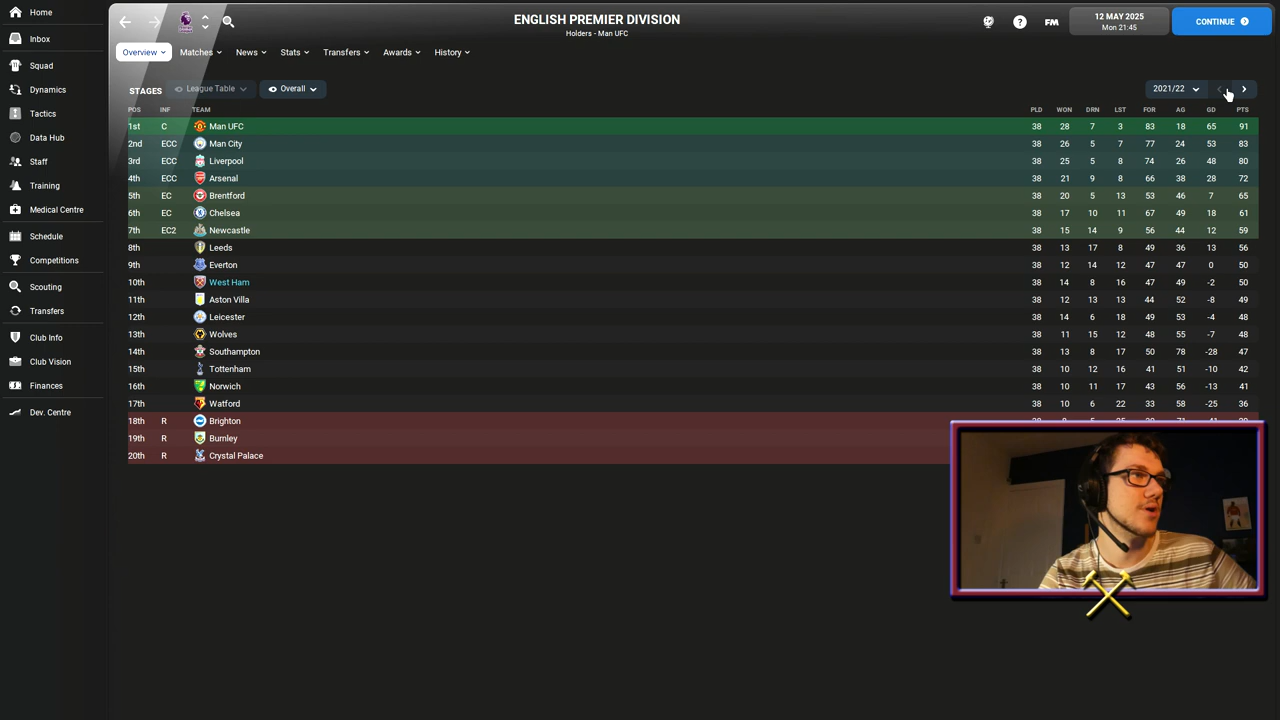 Home
Inbox
Squad
Dynamics
Tactics
Data Hub
Staff
Training
Medical Centre
Schedule
Competitions
Scouting
Transfers
Club Info
Club Vision
Finances
Dev. Centre
ENGLISH PREMIER DIVISION
Holders - Man UFC
FM
12 MAY 2025
Mon 21:45
CONTINUE
Overview Matches News Stats Transfers Awards History
STAGES League Table Overall 2021/22
POS INF TEAM PLD WON DRN LST FOR AG GD PTS
1st C Man UFC 38 28 7 3 83 18 65 91
2nd ECC Man City 38 26 5 7 77 24 53 83
3rd ECC Liverpool 38 25 5 8 74 26 48 80
4th ECC Arsenal 38 21 9 8 66 38 28 72
5th EC Brentford 38 20 5 13 53 46 7 65
6th EC Chelsea 38 17 10 11 67 49 18 61
7th EC2 Newcastle 38 15 14 9 56 44 12 59
8th Leeds 38 13 17 8 49 36 13 56
9th Everton 38 12 14 12 47 47 0 50
10th West Ham 38 14 8 16 47 49 -2 50
11th Aston Villa 38 12 13 13 44 52 -8 49
12th Leicester 38 14 6 18 49 53 -4 48
13th Wolves 38 11 15 12 48 55 -7 48
14th Southampton 38 13 8 17 50 78 -28 47
15th Tottenham 38 10 12 16 41 51 -10 42
16th Norwich 38 10 11 17 43 56 -13 41
17th Watford 38 10 6 22 33 58 -25 36
18th R Brighton
19th R Burnley
20th R Crystal Palace